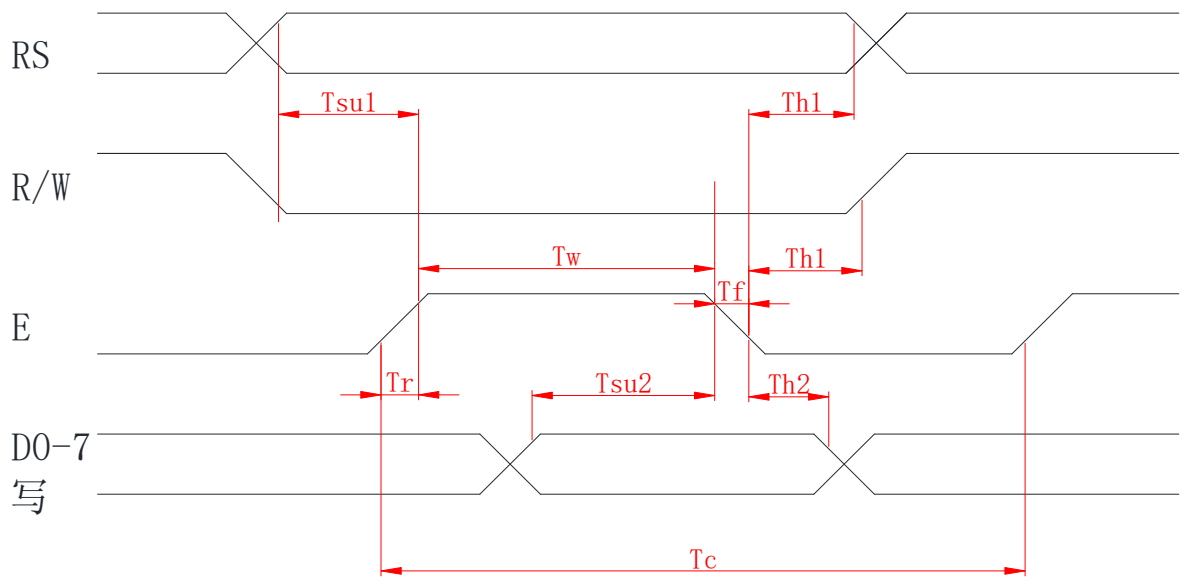 RS
Tsu1
Th1
R/W
Tw
Th1
Tf
E
Tr
Tsu2
Th2
D0-7
写
Tc